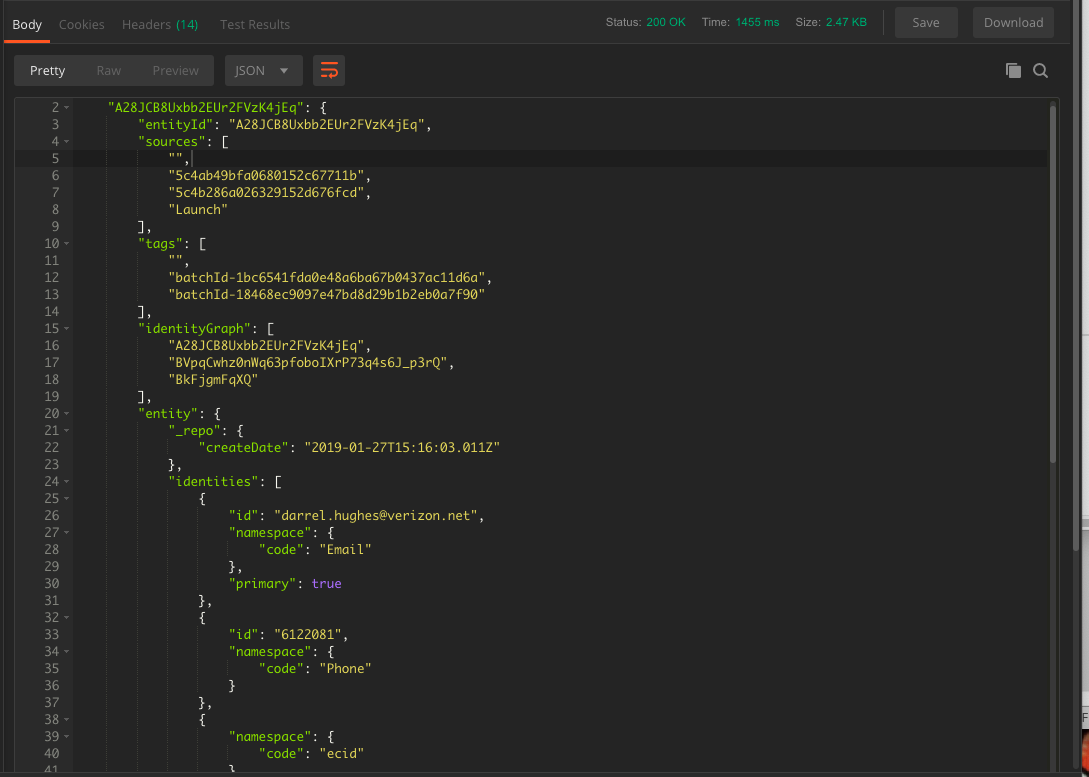 Body Cookies Headers (14) Test Results Status: 200 OK Time: 1455 ms Size: 2.47 KB Save Download
Pretty Raw Preview JSON
2 "A28JCB8Uxbb2EUr2FVzK4jEq": {
3 "entityId": "A28JCB8Uxbb2EUr2FVzK4jEq",
4 "sources": [
5 "",
6 "5c4ab49bfa0680152c67711b",
7 "5c4b286a026329152d676fcd",
8 "Launch"
9 ],
10 "tags": [
11 "",
12 "batchId-1bc6541fda0e48a6ba67b0437ac11d6a",
13 "batchId-18468ec9097e47bd8d29b1b2eb0a7f90"
14 ],
15 "identityGraph": [
16 "A28JCB8Uxbb2EUr2FVzK4jEq",
17 "BVpqCwhz0nWq63pfoboIXrP73q4s6J_p3rQ",
18 "BkFjgmFqXQ"
19 ],
20 "entity": {
21 "_repo": {
22 "createDate": "2019-01-27T15:16:03.011Z"
23 },
24 "identities": [
25 {
26 "id": "darrel.hughes@verizon.net",
27 "namespace": {
28 "code": "Email"
29 },
30 "primary": true
31 },
32 {
33 "id": "6122081",
34 "namespace": {
35 "code": "Phone"
36 }
37 },
38 {
39 "namespace": {
40 "code": "ecid"
41 }
F